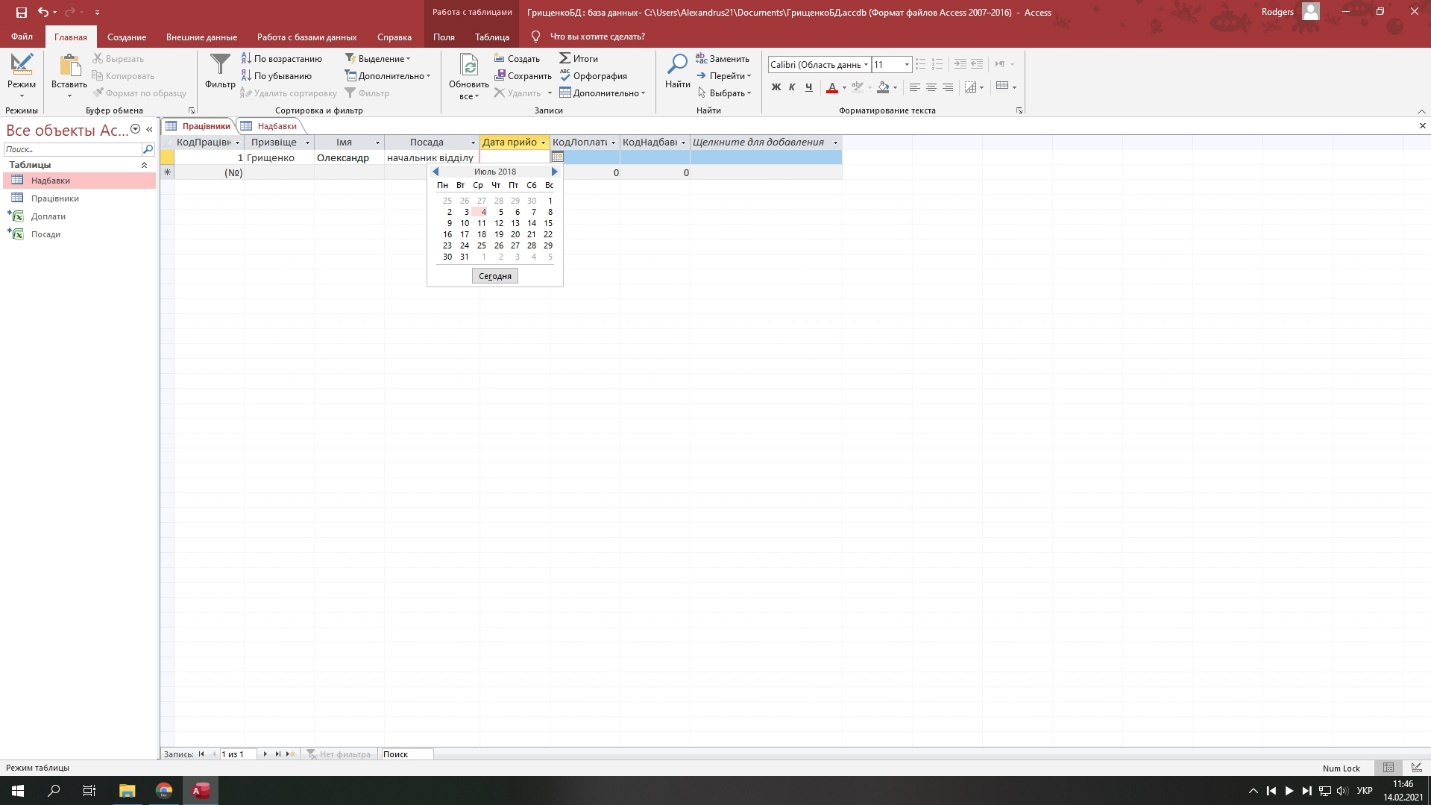 Работа с таблицами
ГрищенкоБД : база данных- C:\Users\Alexandrus21\Documents\ГрищенкоБД.accdb (Формат файлов Access 2007–2016) - Access
Rodgers
Файл Главная Создание Внешние данные Работа с базами данных Справка Поля Таблица Что вы хотите сделать?
Режим
Режимы
Вставить
Вырезать
Копировать
Формат по образцу
Буфер обмена
Фильтр
По возрастанию
По убыванию
Удалить сортировку
Выделение
Дополнительно
Фильтр
Сортировка и фильтр
Обновить
все
Создать
Сохранить
Удалить
Итоги
Орфография
Дополнительно
Записи
Найти
Заменить
Перейти
Выбрать
Найти
Calibri (Область данны 11
Ж К Ч А
Форматирование текста
Все объекты Ac...
Поиск...
Таблицы
Надбавки
Працівники
Доплати
Посади
Працівники Надбавки
КодПраців Призвіще Імя Посада Дата прийо КодЛоплаті КодНадбаві Щелкните для добавления
1 Грищенко Олександр начальник відділу
(№) 0 0
Июль 2018
Пн Вт Ср Чт Пт Сб Вс
25 26 27 28 29 30 1
2 3 4 5 6 7 8
9 10 11 12 13 14 15
16 17 18 19 20 21 22
23 24 25 26 27 28 29
30 31 1 2 3 4 5
Сегодня
Запись: 1 из 1 Нет фильтра Поиск
Режим таблицы
Num Lock
УКР
11:46
14.02.2021